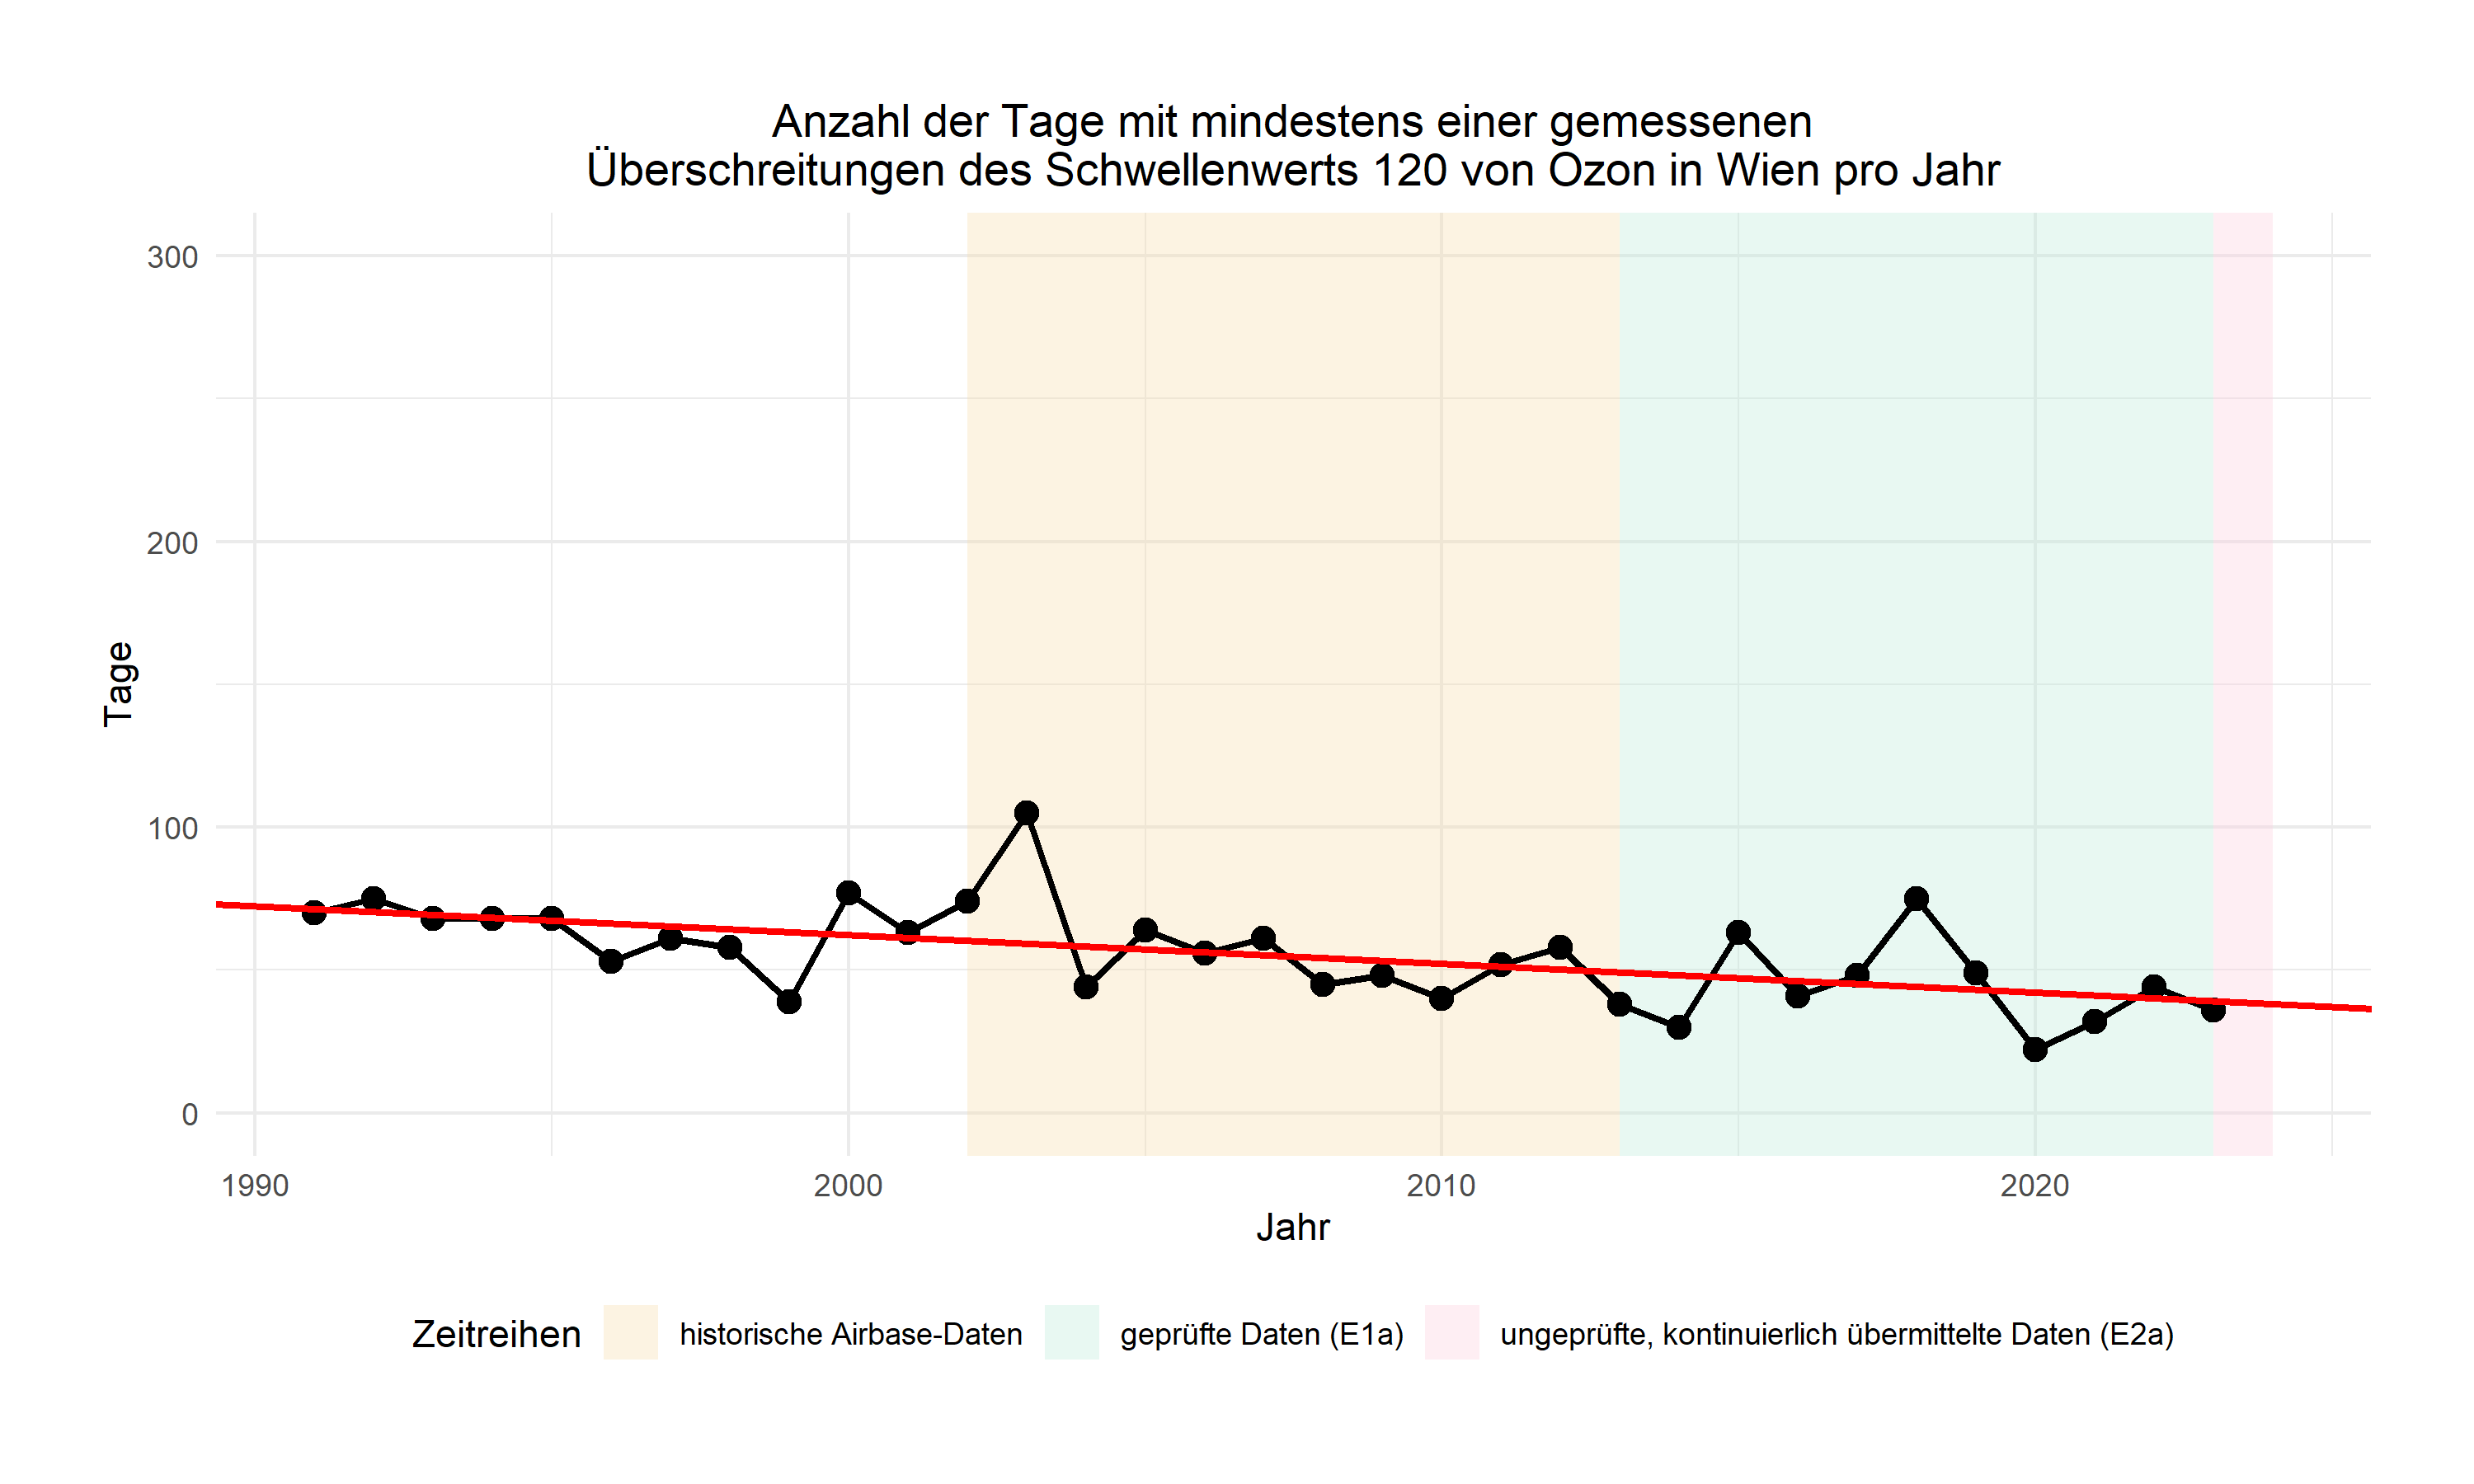 Anzahl der Tage mit mindestens einer gemessenen
Überschreitungen des Schwellenwerts 120 von Ozon in Wien pro Jahr
300
200
100
0
Tage
1990 2000 2010 2020
Jahr
Zeitreihen historische Airbase-Daten geprüfte Daten (E1a) ungeprüfte, kontinuierlich übermittelte Daten (E2a)